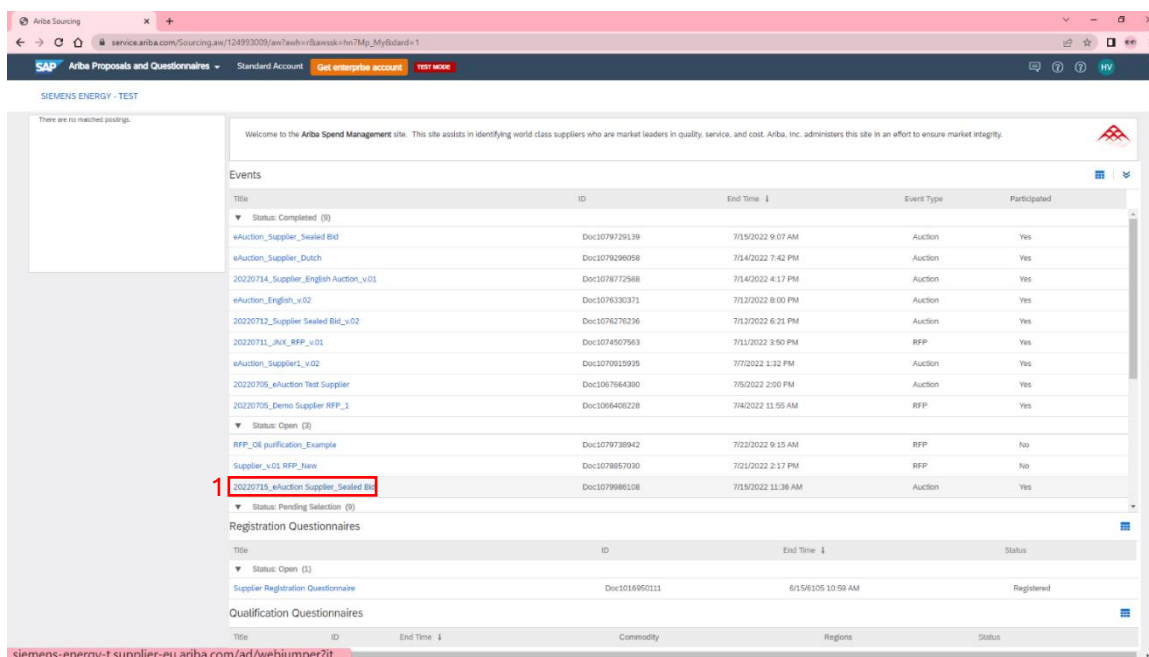 Ariba Sourcing
service.ariba.com/Sourcing.aw/124993009/aw?awh=r&awssk=hn7Mp_My&dard=1
SAP Ariba Proposals and Questionnaires Standard Account Get enterprise account TEST MODE HV
SIEMENS ENERGY - TEST
There are no matched postings.
Welcome to the Ariba Spend Management site. This site assists in identifying world class suppliers who are market leaders in quality, service, and cost. Ariba, Inc. administers this site in an effort to ensure market integrity.
Events
Title ID End Time ↓ Event Type Participated
▼ Status: Completed (9)
eAuction_Supplier_Sealed Bid Doc1079729139 7/15/2022 9:07 AM Auction Yes
eAuction_Supplier_Dutch Doc1079296058 7/14/2022 7:42 PM Auction Yes
20220714_Supplier_English Auction_v.01 Doc1078772588 7/14/2022 4:17 PM Auction Yes
eAuction_English_v.02 Doc1076330371 7/12/2022 8:00 PM Auction Yes
20220712_Supplier Sealed Bid_v.02 Doc1076276236 7/12/2022 6:21 PM Auction Yes
20220711_JNX_RFP_v.01 Doc1074507563 7/11/2022 3:50 PM RFP Yes
eAuction_Supplier1_v.02 Doc1070915935 7/7/2022 1:32 PM Auction Yes
20220705_eAuction Test Supplier Doc1067664390 7/5/2022 2:00 PM Auction Yes
20220705_Demo Supplier RFP_1 Doc1066408228 7/4/2022 11:55 AM RFP Yes
▼ Status: Open (3)
RFP_Oil purification_Example Doc1079738942 7/22/2022 9:15 AM RFP No
Supplier_v.01 RFP_New Doc1078857030 7/21/2022 2:17 PM RFP No
1 20220715_eAuction Supplier_Sealed Bid Doc1079986108 7/15/2022 11:36 AM Auction Yes
▼ Status: Pending Selection (9)
Registration Questionnaires
Title ID End Time ↓ Status
▼ Status: Open (1)
Supplier Registration Questionnaire Doc1016950111 6/15/6105 10:59 AM Registered
Qualification Questionnaires
Title ID End Time ↓ Commodity Regions Status
siemens-energy-t.supplier-eu.ariba.com/ad/webjumper?it